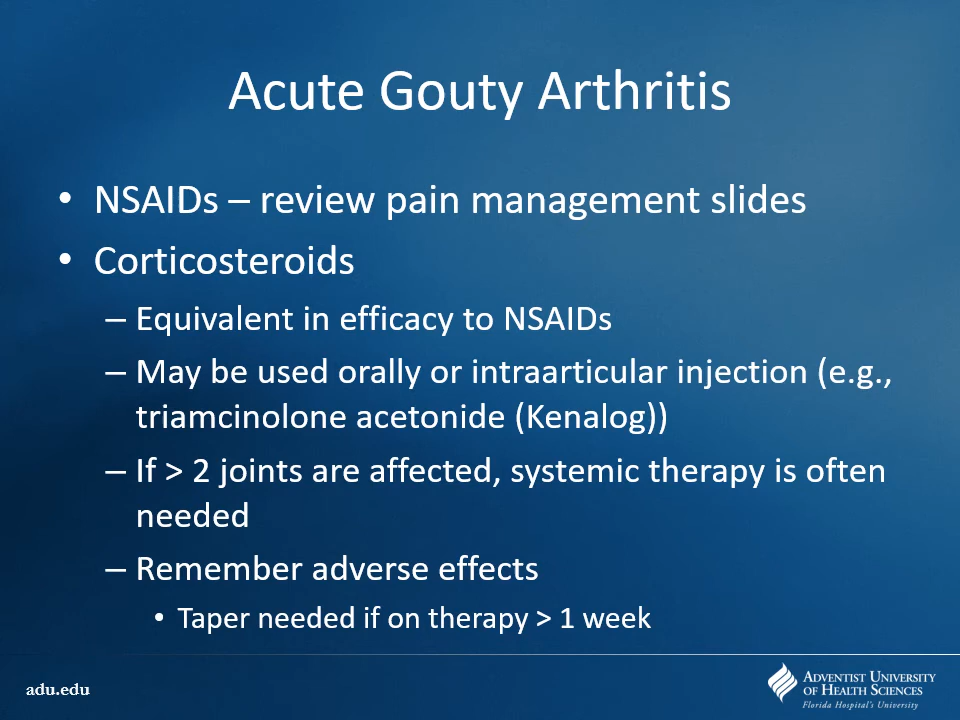 Acute Gouty Arthritis
• NSAIDs – review pain management slides
• Corticosteroids
– Equivalent in efficacy to NSAIDs
– May be used orally or intraarticular injection (e.g.,
triamcinolone acetonide (Kenalog))
– If > 2 joints are affected, systemic therapy is often
needed
– Remember adverse effects
• Taper needed if on therapy > 1 week
adu.edu
Adventist University
of Health Sciences
Florida Hospital's University